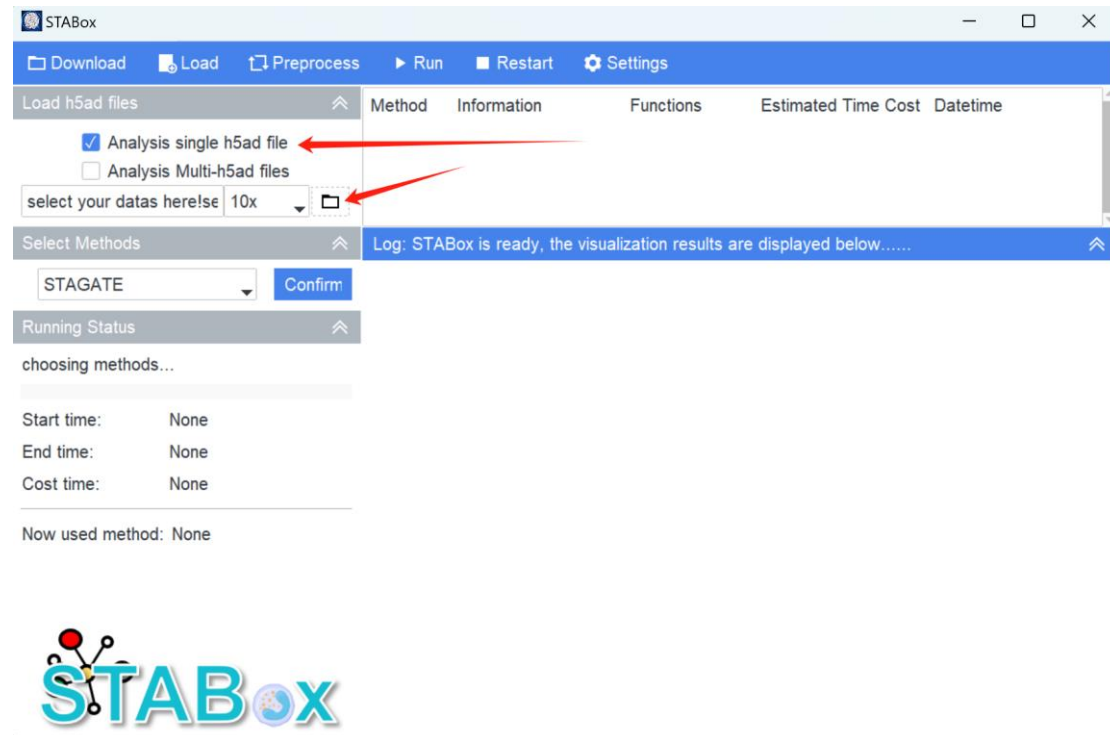 STABox
Download Load Preprocess Run Restart Settings
Load h5ad files
Analysis single h5ad file
Analysis Multi-h5ad files
select your datas here!se 10x
Select Methods
STAGATE Confirm
Running Status
choosing methods...
Start time: None
End time: None
Cost time: None
Now used method: None
STABox
Method Information Functions Estimated Time Cost Datetime
Log: STABox is ready, the visualization results are displayed below......